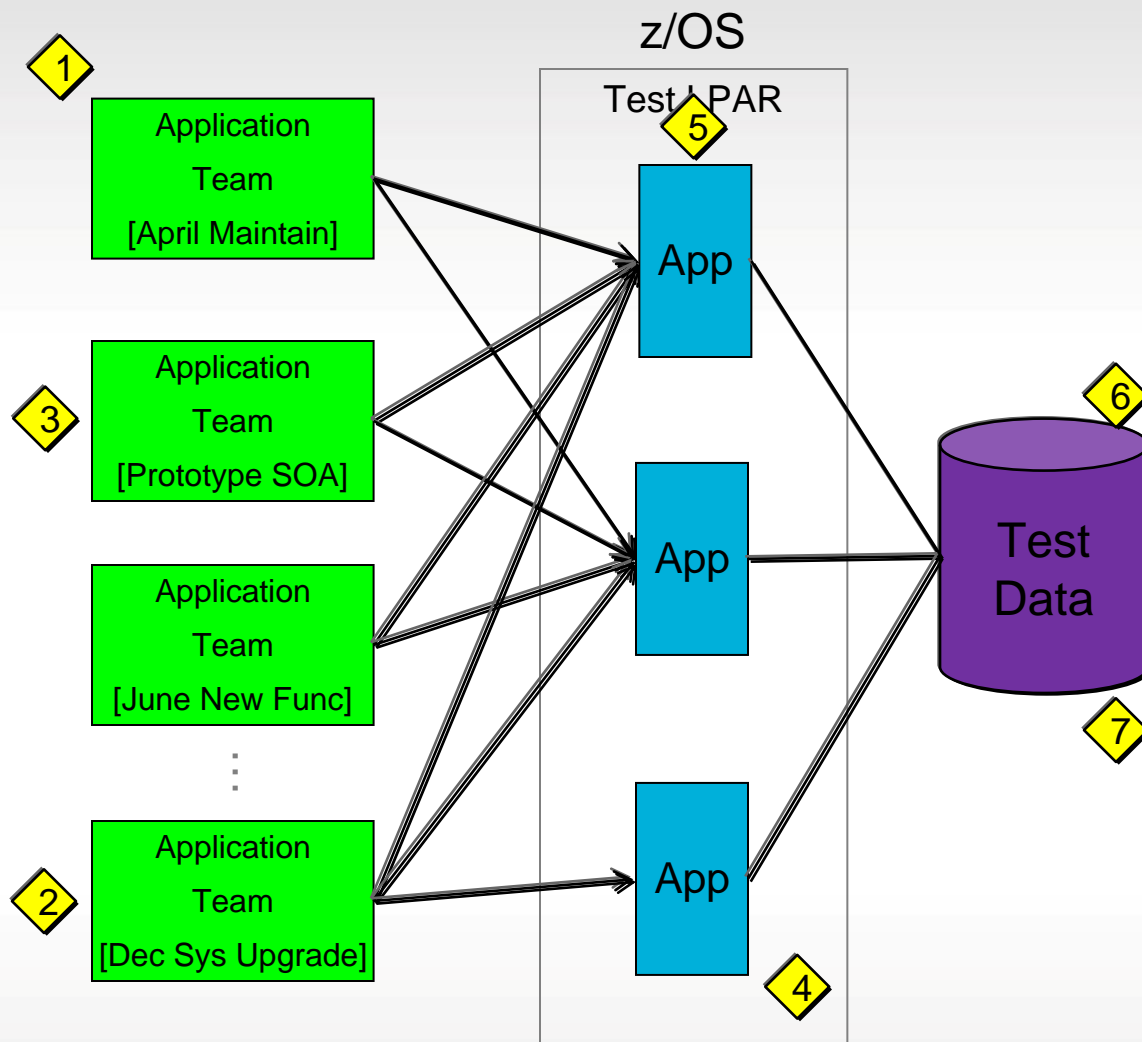 z/OS
Test LPAR
1
Application
Team
[April Maintain]
5
App
3
Application
Team
[Prototype SOA]
6
App
Test
Data
Application
Team
[June New Func]
7
2
Application
Team
[Dec Sys Upgrade]
App
4